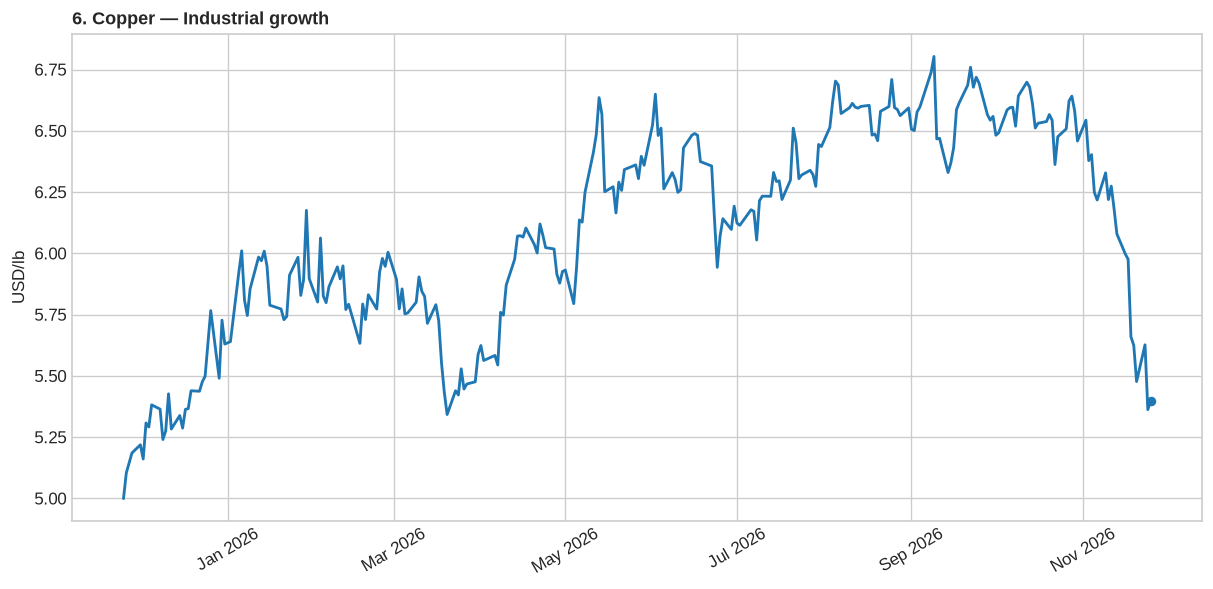 6. Copper — Industrial growth
USD/lb
6.75
6.50
6.25
6.00
5.75
5.50
5.25
5.00
Jan 2026
Mar 2026
May 2026
Jul 2026
Sep 2026
Nov 2026